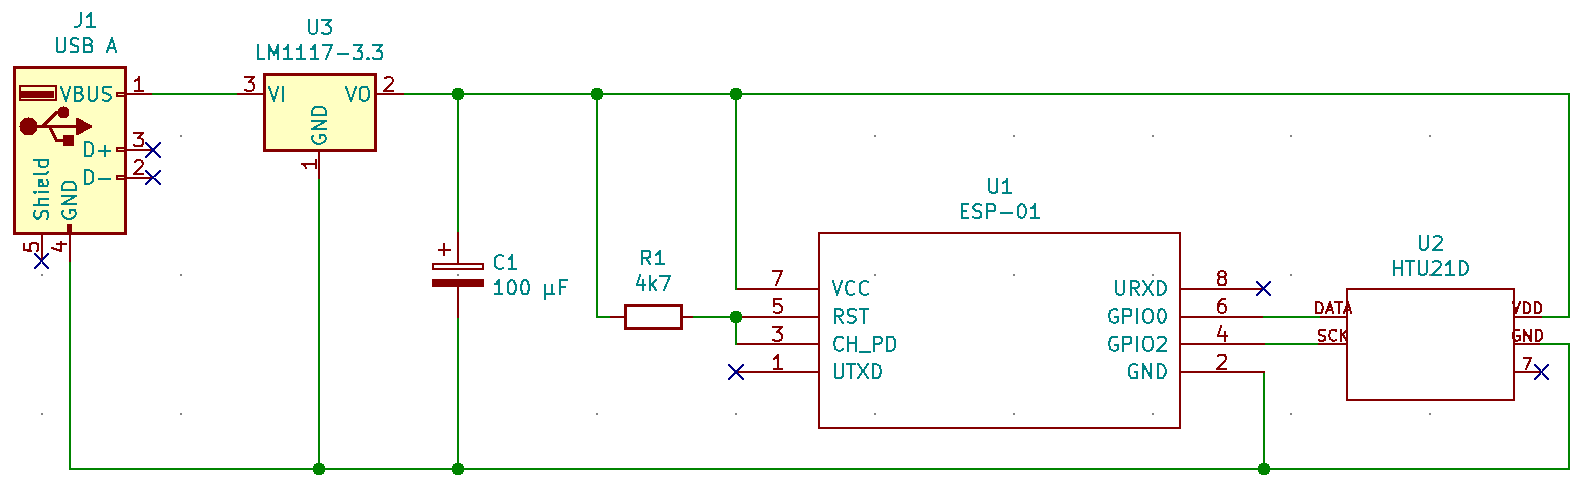 J1
USB A
1
VBUS
3
D+
2
D-
Shield
GND
5
4
U3
LM1117-3.3
3
VI
VO
2
GND
1
+
C1
100 µF
R1
4k7
U1
ESP-01
7
VCC
5
RST
3
CH_PD
1
UTXD
URXD
8
GPIO0
6
GPIO2
4
GND
2
U2
HTU21D
DATA
SCK
VDD
GND
7